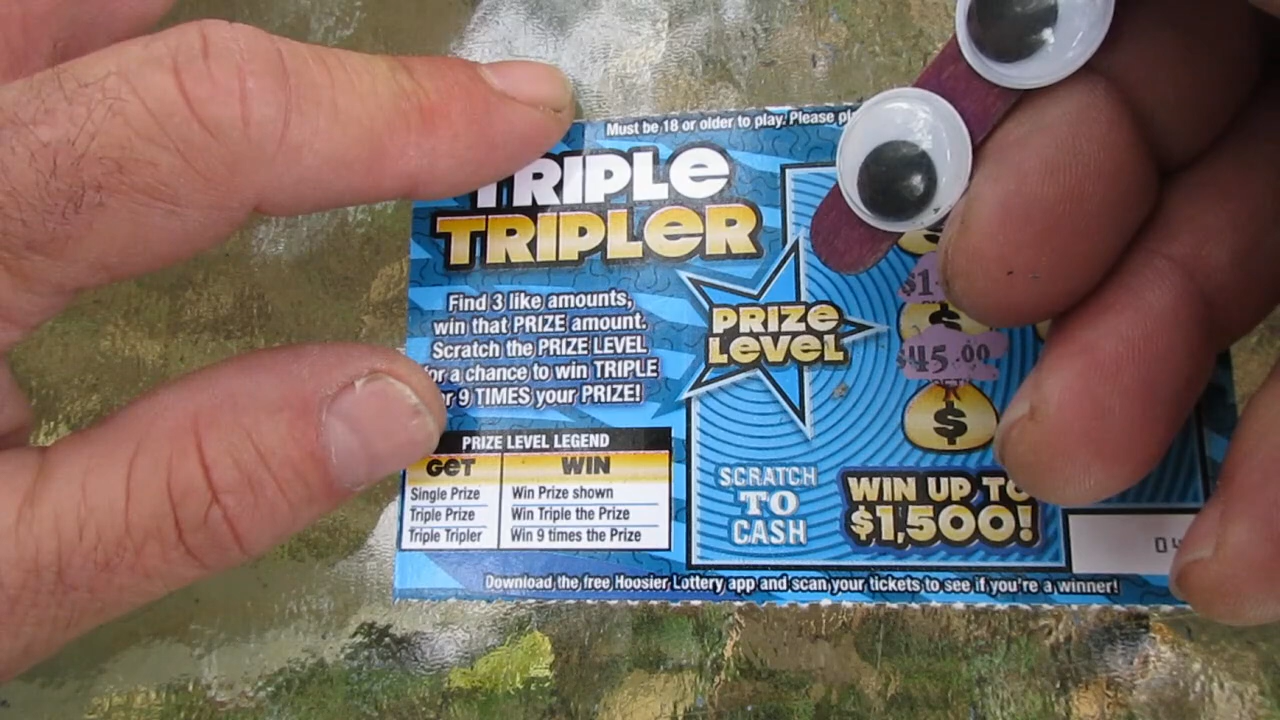 Must be 18 or older to play. Please
TRIPLE
TRIPLER
Find 3 like amounts,
win that PRIZE amount.
Scratch the PRIZE LEVEL
or a chance to win TRIPLE
r 9 TIMES your PRIZE!
PRIZE LEVEL LEGEND
GET WIN
Single Prize Win Prize shown
Triple Prize Win Triple the Prize
Triple Tripler Win 9 times the Prize
PRIZE
LEVEL
$1
$
$45.00
$
SCRATCH
TO
CASH
WIN UP TO
$1,500!
04
Download the free Hoosier Lottery app and scan your tickets to see if you're a winner!